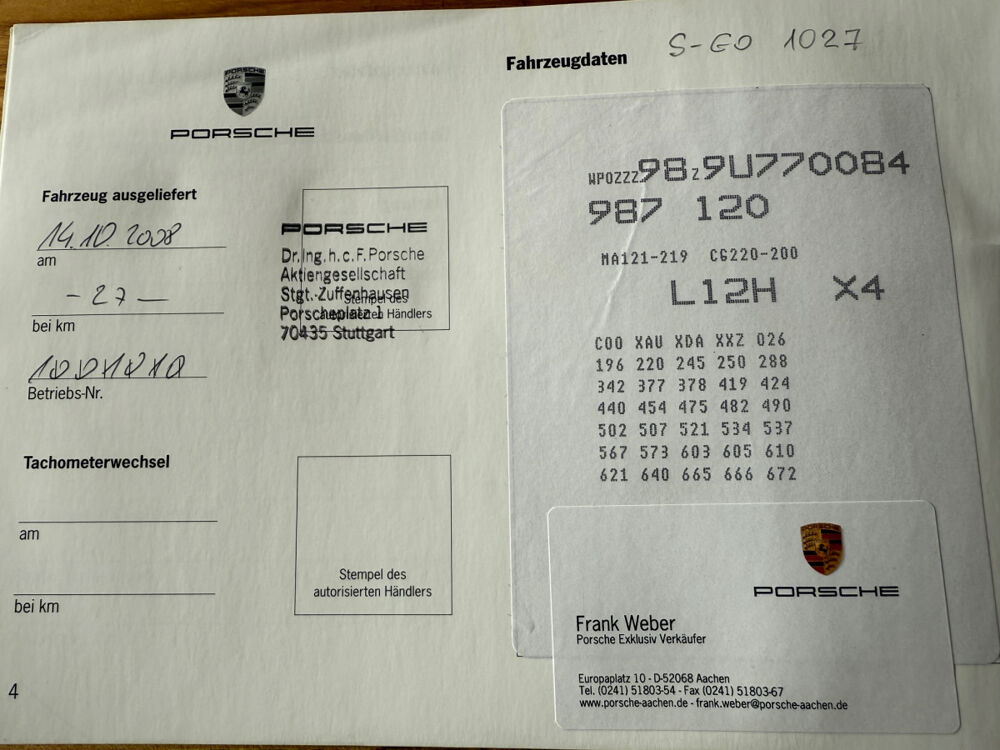 PORSCHE
PORSCHE
Fahrzeug ausgeliefert
14.10 2008
am
- 27 -
bei km
Betriebs-Nr.
PORSCHE
Dr.Ing.h.c.F.Porsche
Aktiengesellschaft
Stgt.-Zuffenhausen
Porscheplatz 1
70435 Stuttgart
Stempel des
autorisierten Händlers
Tachometerwechsel
am
bei km
Stempel des
autorisierten Händlers
4
Fahrzeugdaten S-GO 1027
WPOZZZ98Z9U770084
987 120
MA121-219 CG220-200
L12H X4
C00 XAU XDA XXZ 026
196 220 245 250 288
342 377 378 419 424
440 454 475 482 490
502 507 521 534 537
567 573 603 605 610
621 640 665 666 672
PORSCHE
PORSCHE
Frank Weber
Porsche Exklusiv Verkäufer
Europaplatz 10 - D-52068 Aachen
Tel. (0241) 51803-54 - Fax (0241) 51803-67
www.porsche-aachen.de - frank.weber@porsche-aachen.de